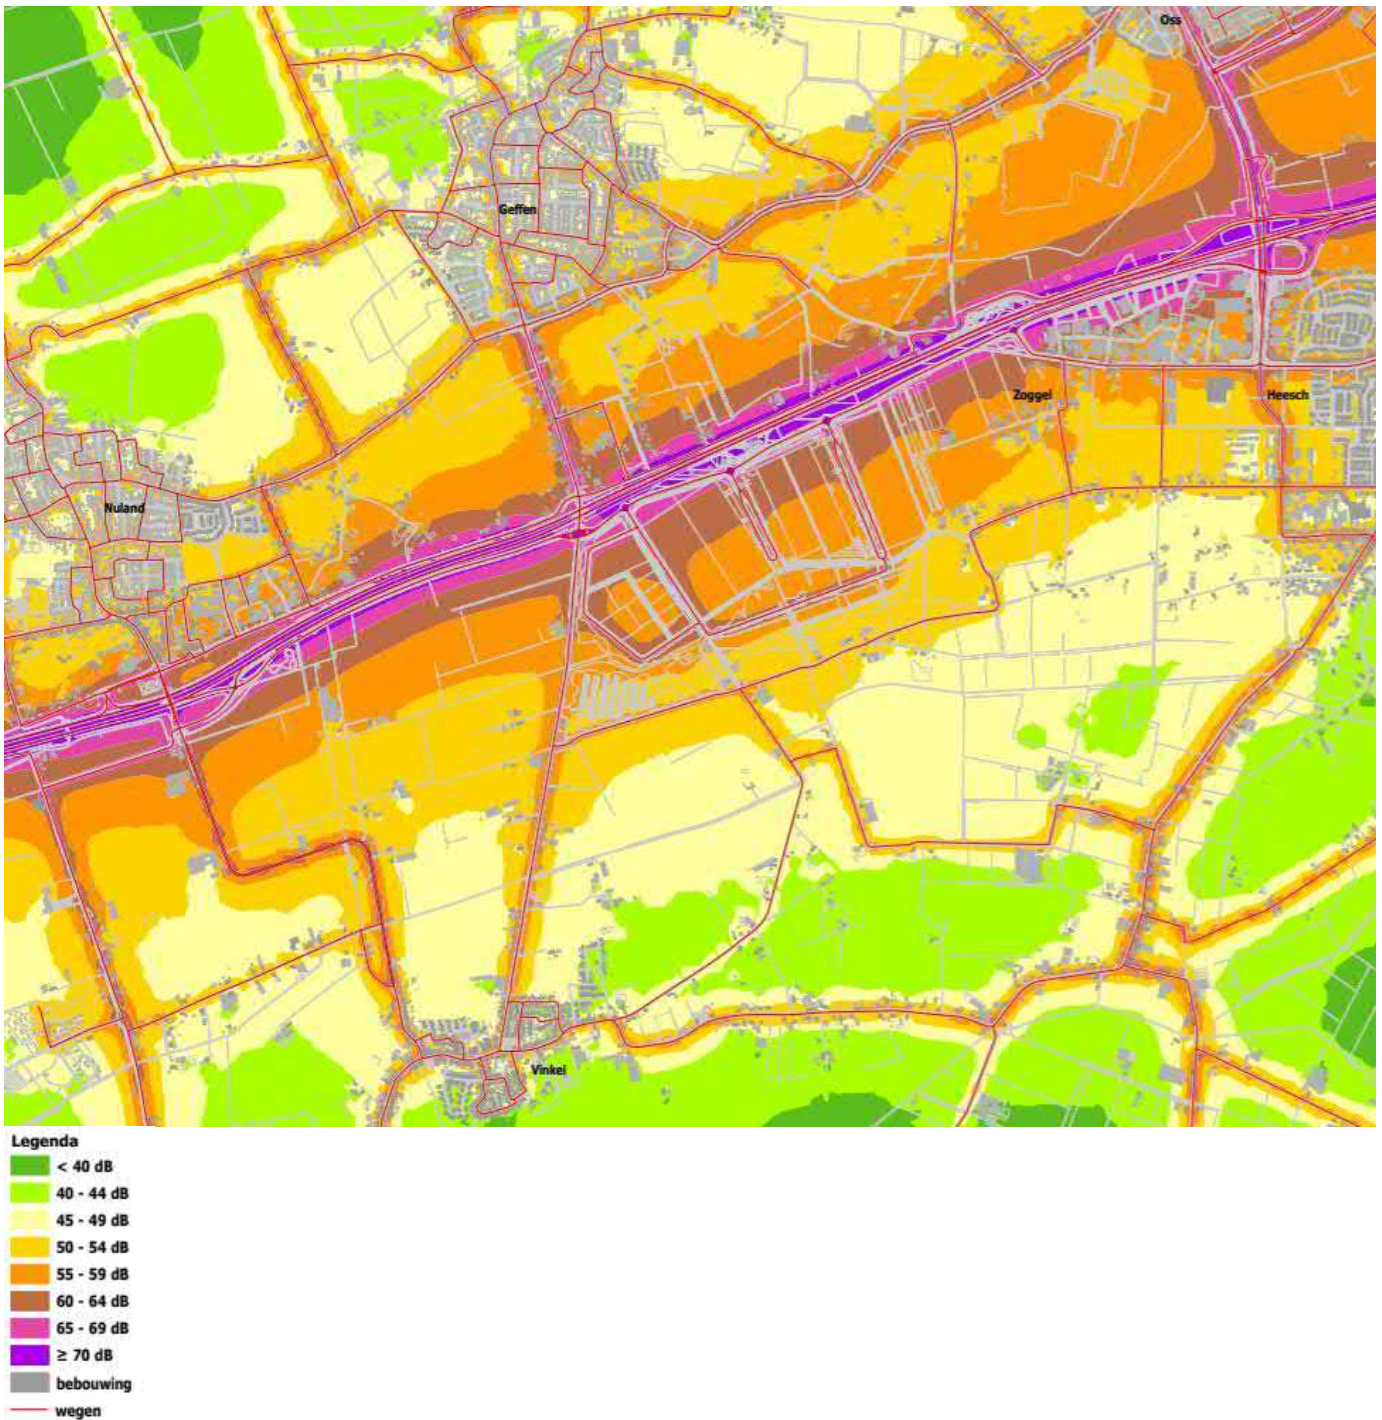 Oss
Geffen
Zoggel
Heesch
Nuland
Vinkel
Legenda
< 40 dB
40 - 44 dB
45 - 49 dB
50 - 54 dB
55 - 59 dB
60 - 64 dB
65 - 69 dB
≥ 70 dB
bebouwing
wegen